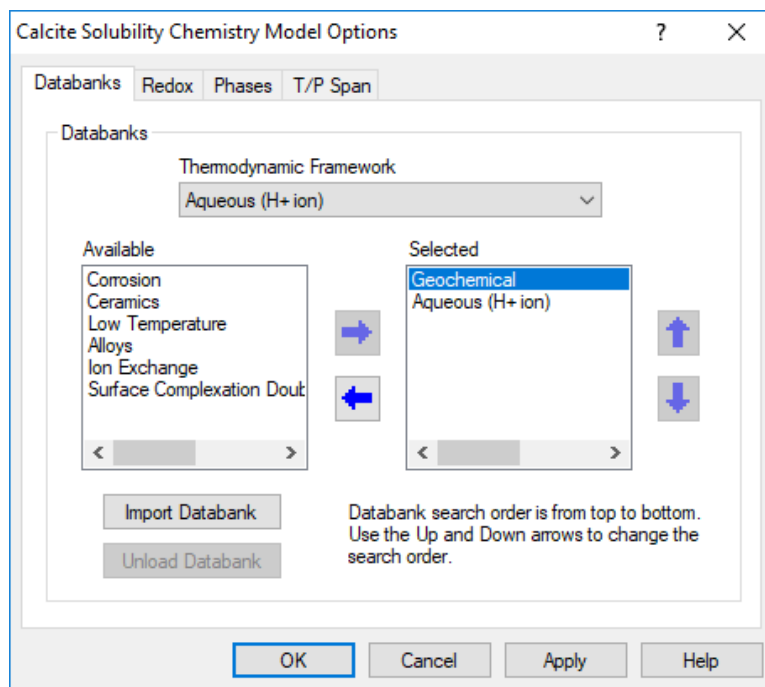 Calcite Solubility Chemistry Model Options
?
Databanks Redox Phases T/P Span
Databanks
Thermodynamic Framework
Aqueous (H+ ion)
Available
Corrosion
Ceramics
Low Temperature
Alloys
Ion Exchange
Surface Complexation Doub
Selected
Geochemical
Aqueous (H+ ion)
Import Databank
Unload Databank
Databank search order is from top to bottom.
Use the Up and Down arrows to change the
search order.
OK Cancel Apply Help